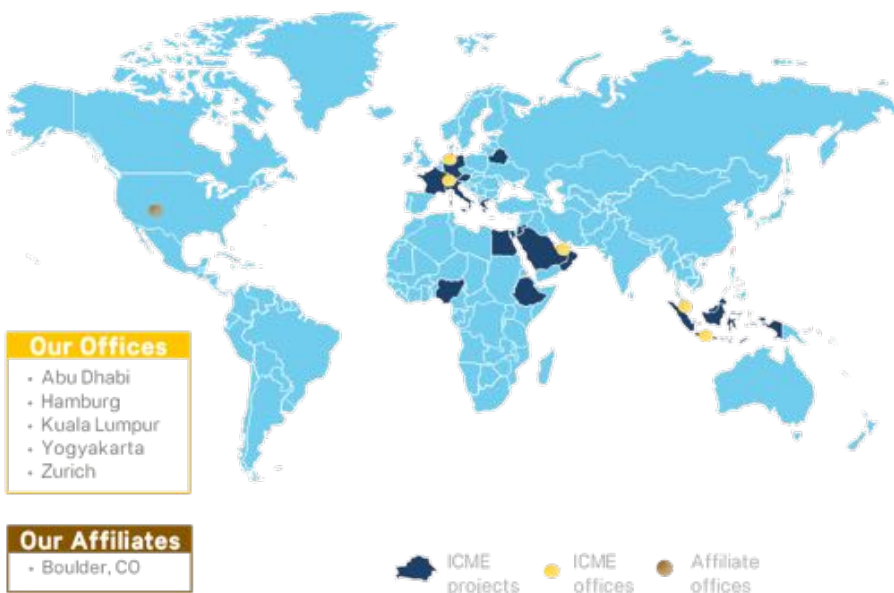 Our Offices
• Abu Dhabi
• Hamburg
• Kuala Lumpur
• Yogyakarta
• Zurich
Our Affiliates
• Boulder, CO
ICME
projects
ICME
offices
Affiliate
offices